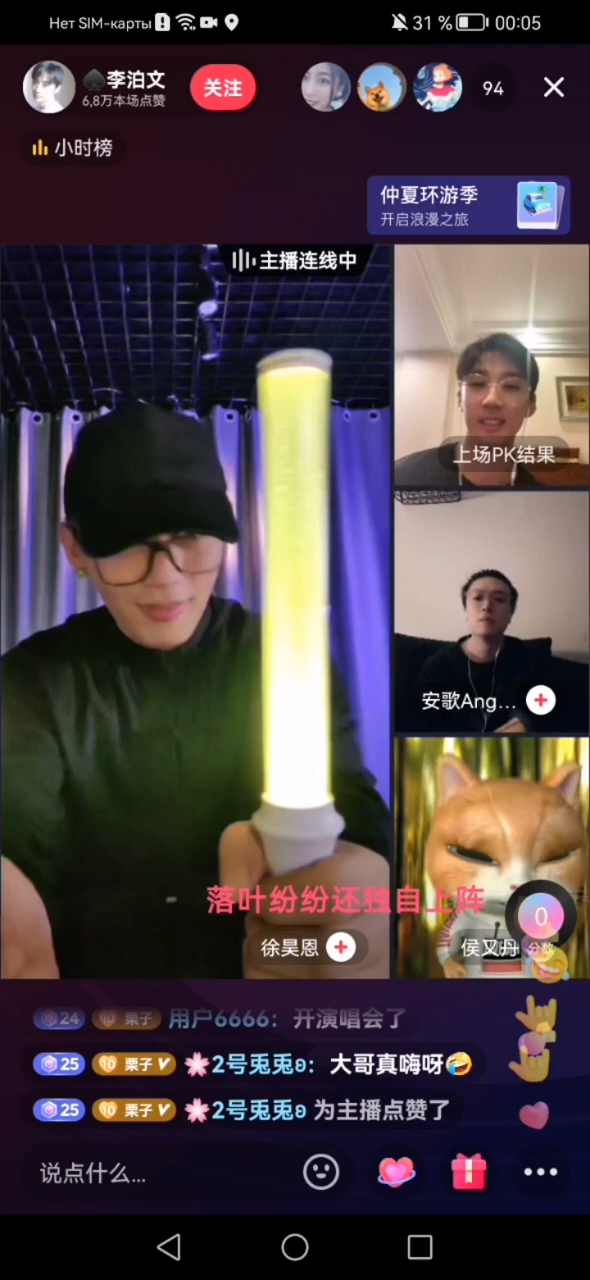 Нет SIM-карты 31 % 00:05
♠李泊文
6,8万本场点赞
关注
94
小时榜
仲夏环游季
开启浪漫之旅
主播连线中
上场PK结果
安歌Ang...
落叶纷纷还独自上阵
0
分数
徐昊恩
侯又丹
24 10 栗子 用户6666：开演唱会了
25 10 栗子 V 🌸2号兎兎ʚ：大哥真嗨呀🤣
25 10 栗子 V 🌸2号兎兎ʚ 为主播点赞了
说点什么...